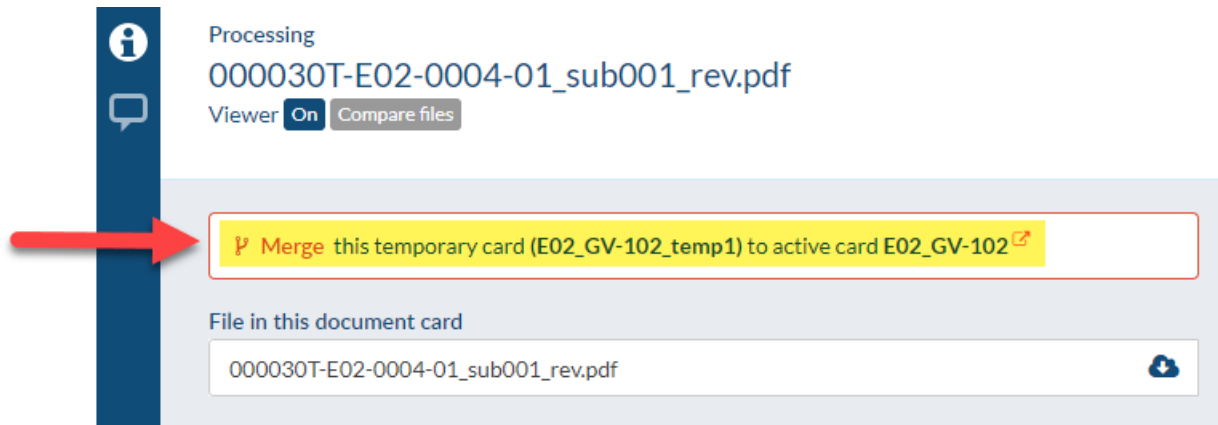 Processing
000030T-E02-0004-01_sub001_rev.pdf
Viewer On Compare files
Merge this temporary card (E02_GV-102_temp1) to active card E02_GV-102
File in this document card
000030T-E02-0004-01_sub001_rev.pdf